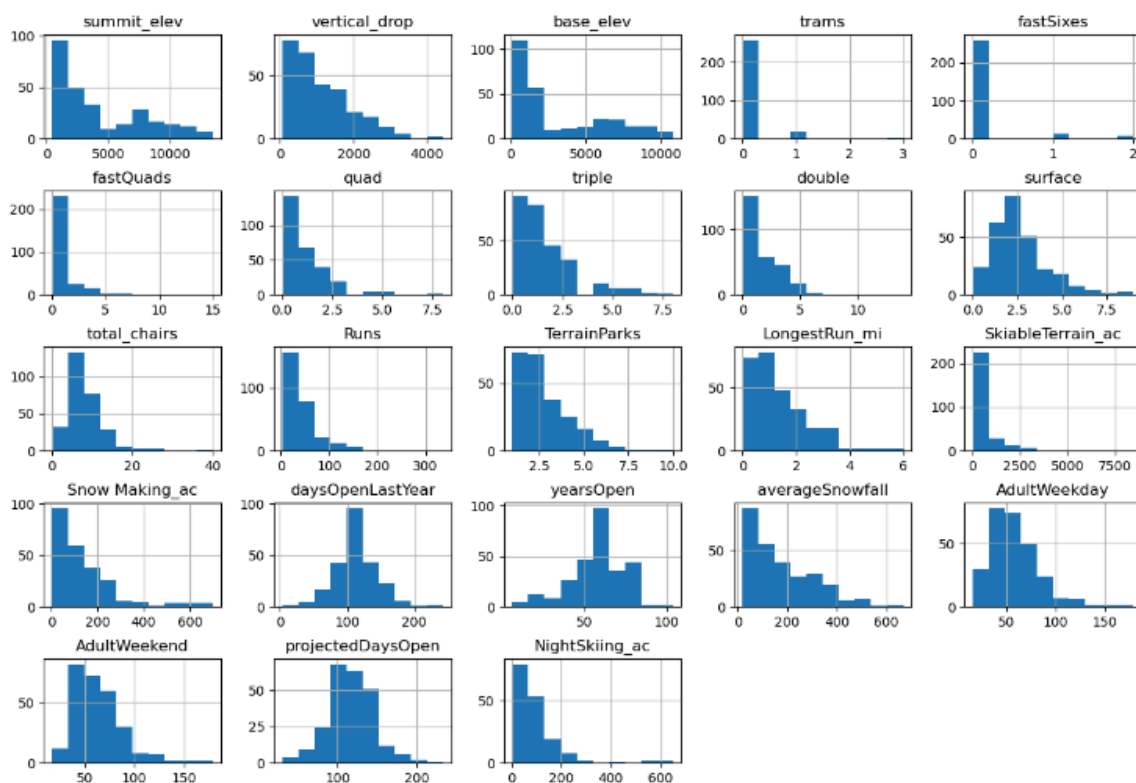 summit_elev vertical_drop base_elev trams fastSixes
100 50 0 0 5000 10000
50 0 0 2000 4000
100 50 0 0 5000 10000
200 100 0 0 1 2 3
200 100 0 0 1 2
fastQuads quad triple double surface
200 100 0 0 5 10 15
100 50 0 0.0 2.5 5.0 7.5
50 0 0.0 2.5 5.0 7.5
100 0 0 5 10
50 0 0.0 2.5 5.0 7.5
total_chairs Runs TerrainParks LongestRun_mi SkiableTerrain_ac
100 50 0 0 20 40
100 0 0 100 200 300
50 0 2.5 5.0 7.5 10.0
50 0 0 2 4 6
200 100 0 0 2500 5000 7500
Snow Making_ac daysOpenLastYear yearsOpen averageSnowfall AdultWeekday
100 50 0 0 200 400 600
100 50 0 100 200
100 50 0 50 100
50 0 0 200 400 600
50 0 50 100 150
AdultWeekend projectedDaysOpen NightSkiing_ac
50 0 50 100 150
50 25 0 100 200
50 0 0 200 400 600